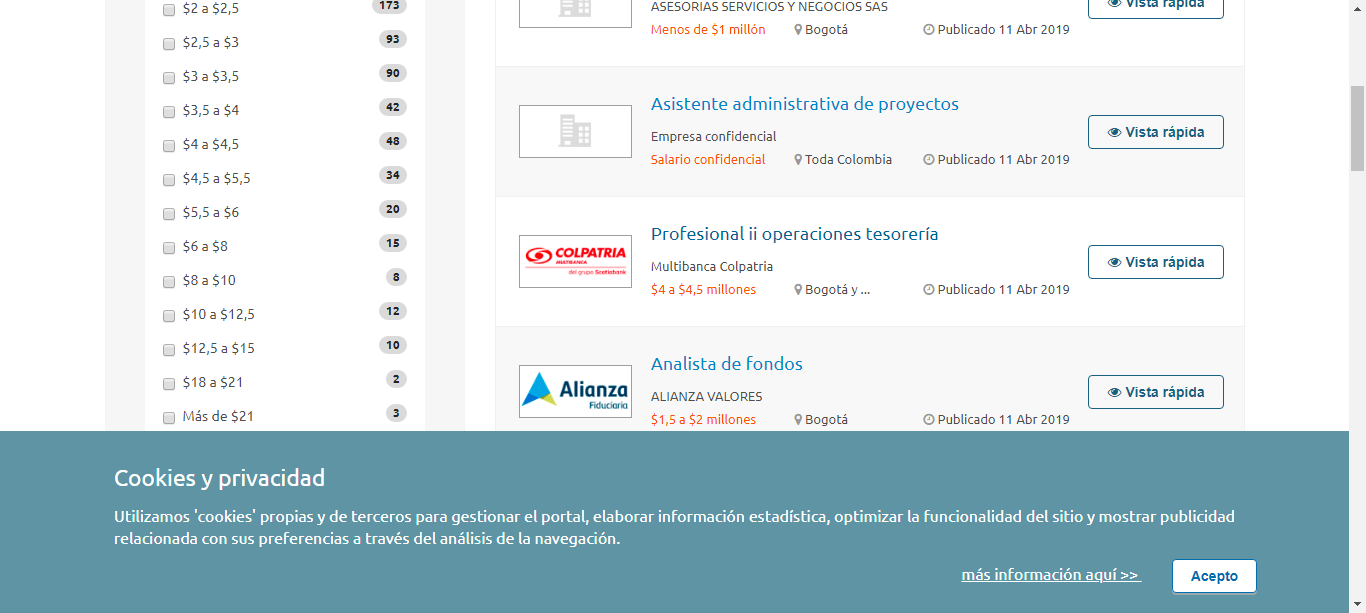 $2 a $2,5 173
$2,5 a $3 93
$3 a $3,5 90
$3,5 a $4 42
$4 a $4,5 48
$4,5 a $5,5 34
$5,5 a $6 20
$6 a $8 15
$8 a $10 8
$10 a $12,5 12
$12,5 a $15 10
$18 a $21 2
Más de $21 3
ASESORIAS SERVICIOS Y NEGOCIOS SAS
Menos de $1 millón Bogotá Publicado 11 Abr 2019
Vista rápida
Asistente administrativa de proyectos
Empresa confidencial
Salario confidencial Toda Colombia Publicado 11 Abr 2019
Vista rápida
COLPATRIA
MULTIBANCA
del grupo Scotiabank
Profesional ii operaciones tesorería
Multibanca Colpatria
$4 a $4,5 millones Bogotá y ... Publicado 11 Abr 2019
Vista rápida
Alianza
Fiduciaria
Analista de fondos
ALIANZA VALORES
$1,5 a $2 millones Bogotá Publicado 11 Abr 2019
Vista rápida
Cookies y privacidad
Utilizamos 'cookies' propias y de terceros para gestionar el portal, elaborar información estadística, optimizar la funcionalidad del sitio y mostrar publicidad
relacionada con sus preferencias a través del análisis de la navegación.
más información aquí >>
Acepto